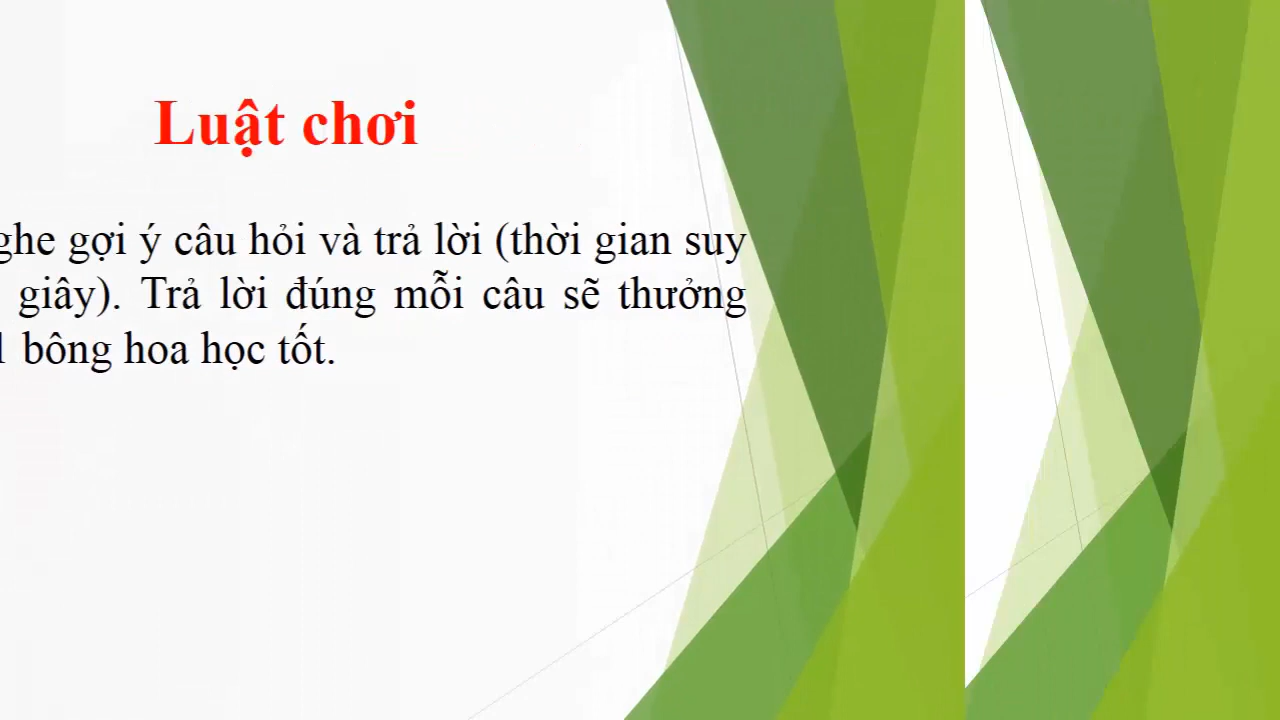 Luật chơi
gợi ý câu hỏi và trả lời (thời gian suy
giây). Trả lời đúng mỗi câu sẽ thưởng
bông hoa học tốt.